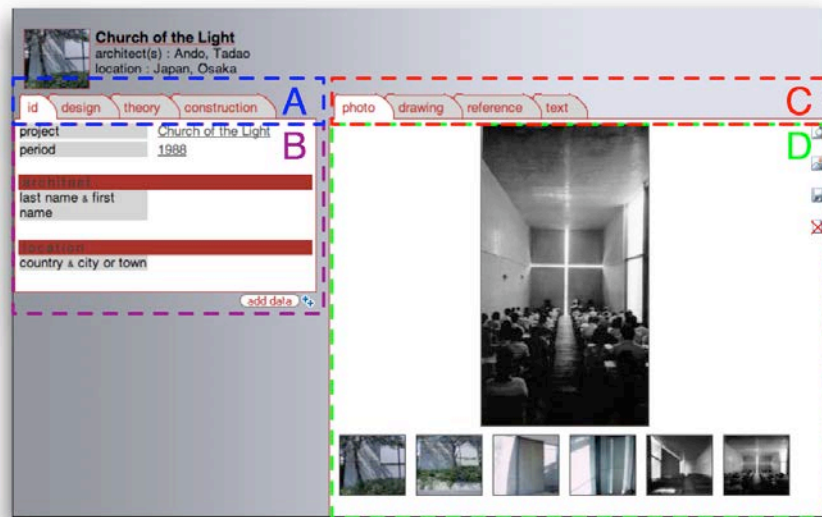 Church of the Light
architect(s) : Ando, Tadao
location : Japan, Osaka
id design theory construction A
project Church of the Light
period 1988
B
architect
last name & first
name
location
country & city or town
add data
photo drawing reference text C
D